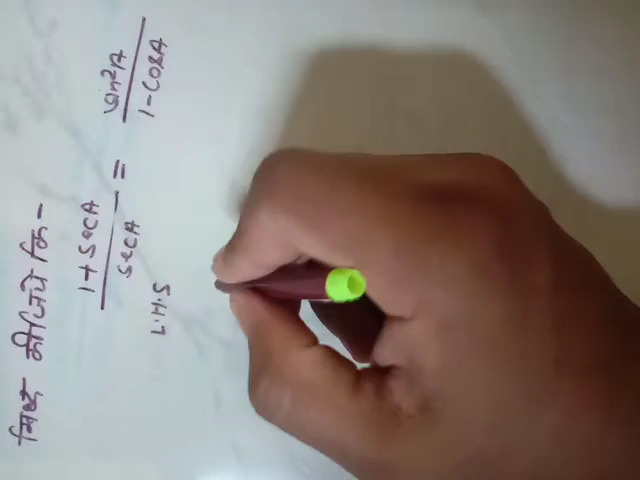 सिद्ध कीजिये कि -
1 + SecA / SecA = Sin²A / 1 - CosA
L.H.S